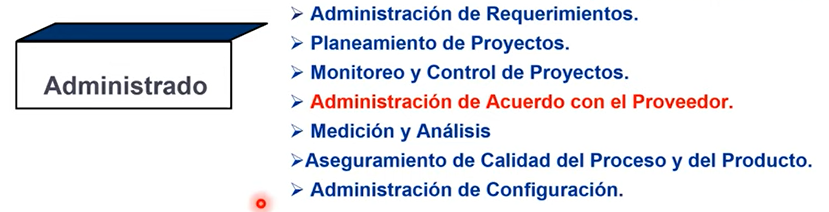 Administrado
Administración de Requerimientos.
Planeamiento de Proyectos.
Monitoreo y Control de Proyectos.
Administración de Acuerdo con el Proveedor.
Medición y Análisis
Aseguramiento de Calidad del Proceso y del Producto.
Administración de Configuración.